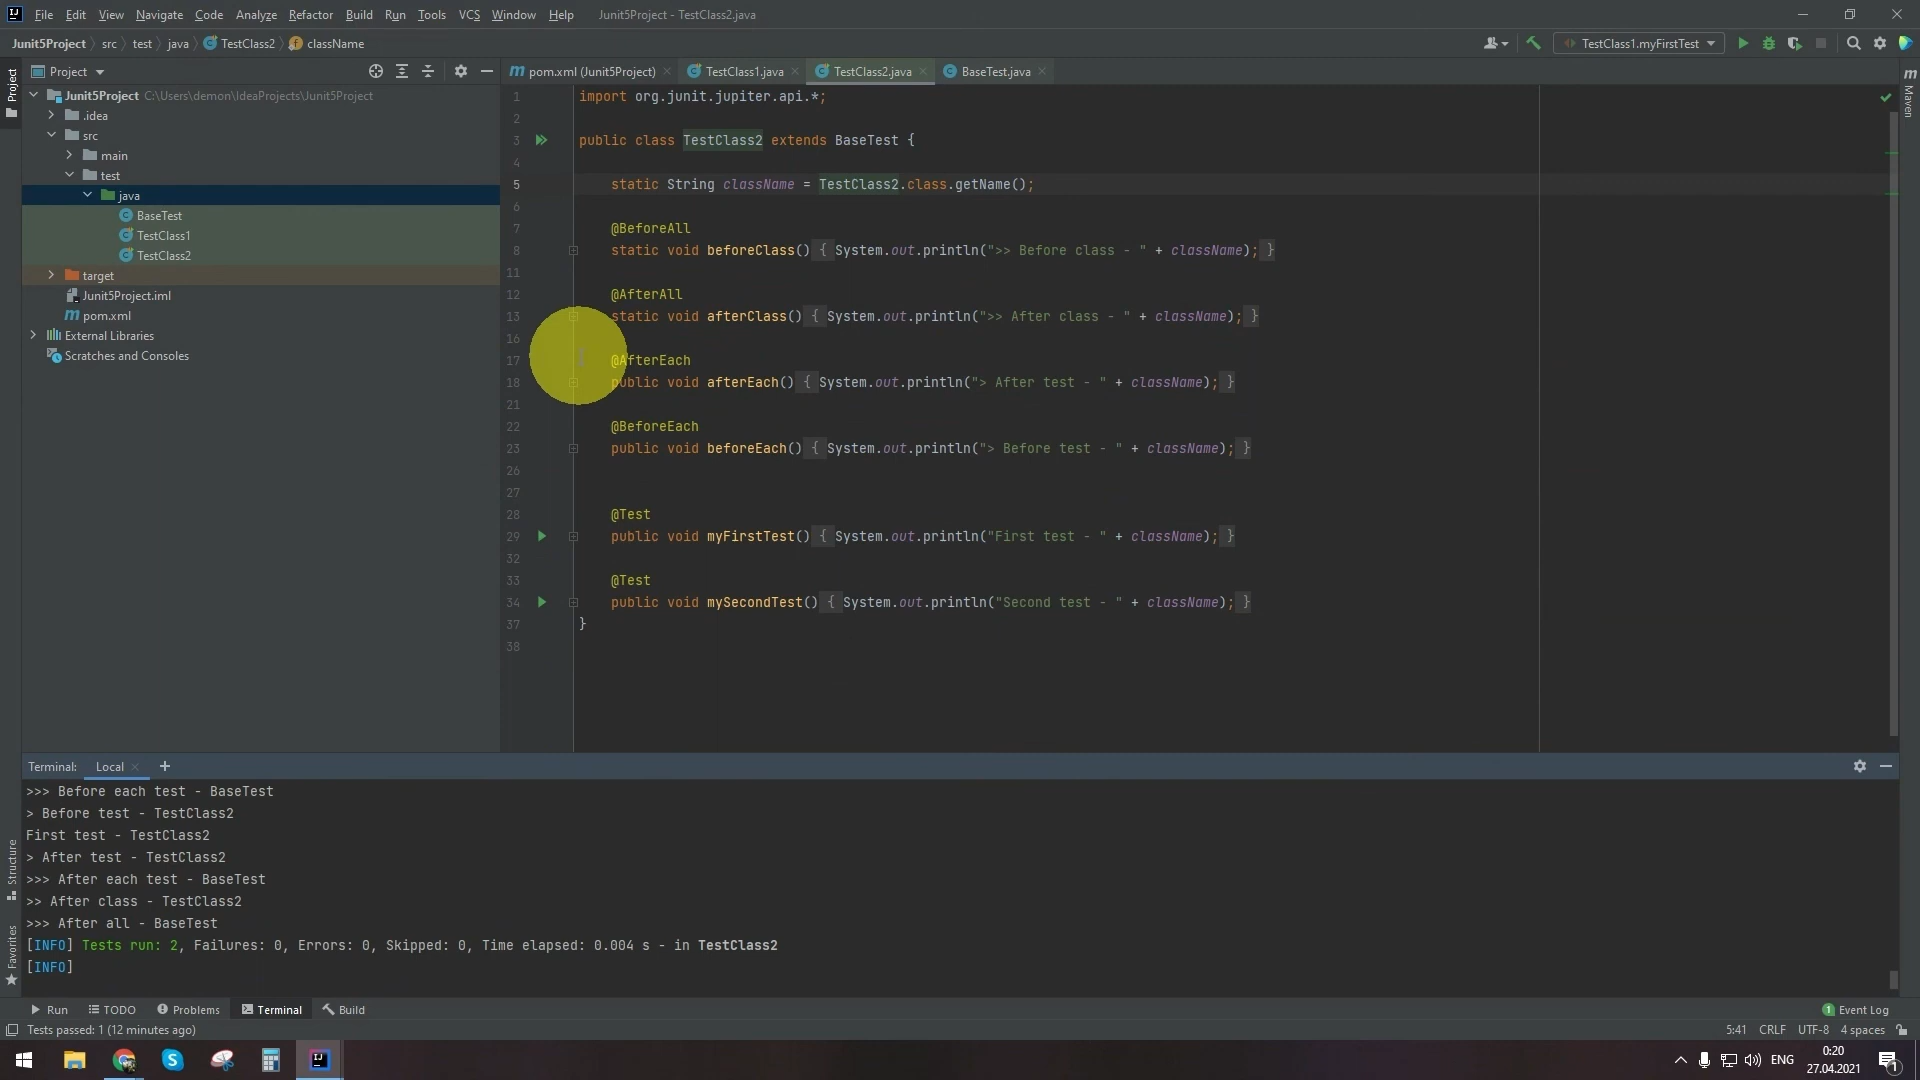 File Edit View Navigate Code Analyze Refactor Build Run Tools VCS Window Help Junit5Project - TestClass2.java
Junit5Project src test java TestClass2 className TestClass1.myFirstTest
Project
pom.xml (Junit5Project) TestClass1.java TestClass2.java BaseTest.java
Project
Maven
Junit5Project C:\Users\demon\IdeaProjects\Junit5Project
.idea
src
main
test
java
BaseTest
TestClass1
TestClass2
target
Junit5Project.iml
pom.xml
External Libraries
Scratches and Consoles
1 import org.junit.jupiter.api.*;
2
3 public class TestClass2 extends BaseTest {
4
5 static String className = TestClass2.class.getName();
6
7 @BeforeAll
8 static void beforeClass() { System.out.println(">> Before class - " + className); }
11
12 @AfterAll
13 static void afterClass() { System.out.println(">> After class - " + className); }
16
17 @AfterEach
18 public void afterEach() { System.out.println("> After test - " + className); }
21
22 @BeforeEach
23 public void beforeEach() { System.out.println("> Before test - " + className); }
26
27
28 @Test
29 public void myFirstTest() { System.out.println("First test - " + className); }
32
33 @Test
34 public void mySecondTest() { System.out.println("Second test - " + className); }
37 }
38
Terminal: Local +
>>> Before each test - BaseTest
> Before test - TestClass2
First test - TestClass2
> After test - TestClass2
>>> After each test - BaseTest
>> After class - TestClass2
>>> After all - BaseTest
[INFO] Tests run: 2, Failures: 0, Errors: 0, Skipped: 0, Time elapsed: 0.004 s - in TestClass2
[INFO]
Structure
Favorites
Run TODO Problems Terminal Build 1 Event Log
Tests passed: 1 (12 minutes ago) 5:41 CRLF UTF-8 4 spaces
ENG 0:20
27.04.2021 1